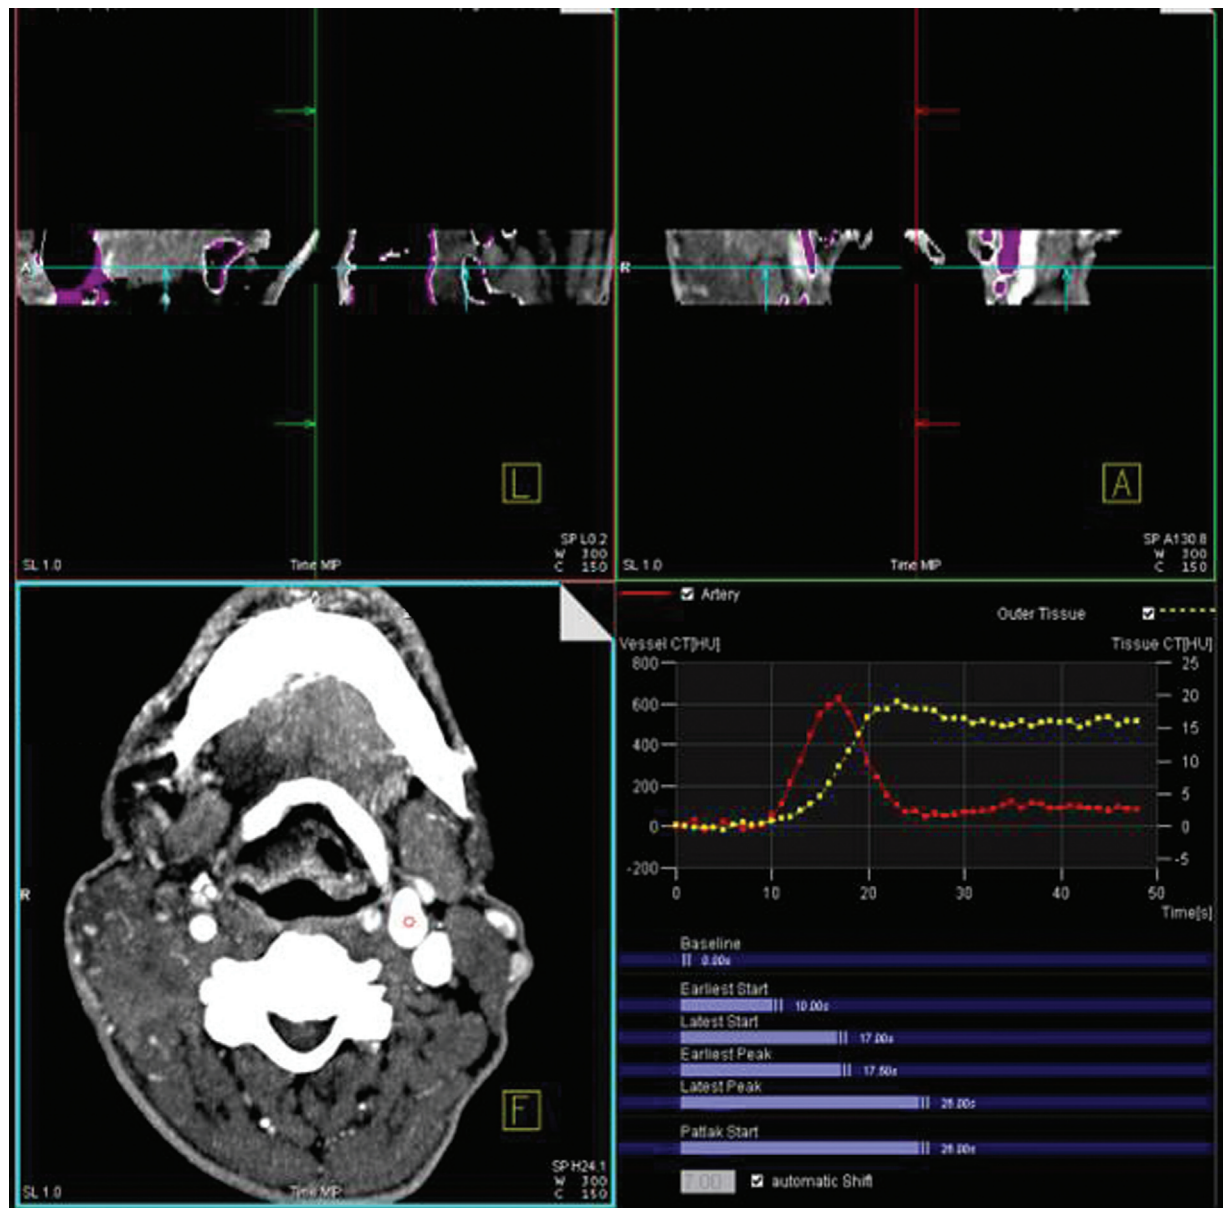 A
L
SP L0.2
W 300
C 150
SL 1.0
Time MIP
R
A
SP A130.8
W 300
C 150
SL 1.0
Time MIP
R
F
SP H24.1
W 300
C 150
SL 1.0
Time MIP
Artery
Outer Tissue
Vessel CT[HU]
Tissue CT[HU]
800
600
400
200
0
-200
25
20
15
10
5
0
-5
0 10 20 30 40 50
Time[s]
Baseline
0.00s
Earliest Start
10.00s
Latest Start
17.00s
Earliest Peak
17.50s
Latest Peak
26.00s
Patlak Start
26.00s
7.00 automatic Shift